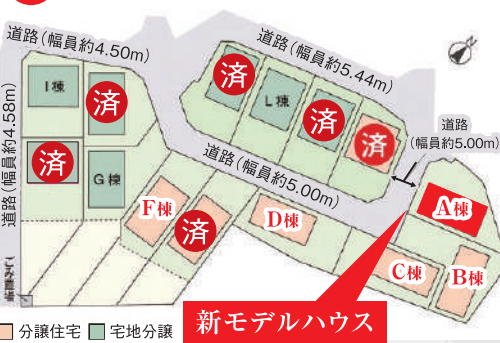 道路(幅員約4.50m)
道路(幅員約5.44m)
道路(幅員約4.58m)
I棟
済
済
L棟
済
済
道路
(幅員約5.00m)
済
G棟
道路(幅員約5.00m)
F棟
済
D棟
A棟
C棟
B棟
新モデルハウス
分譲住宅
宅地分譲